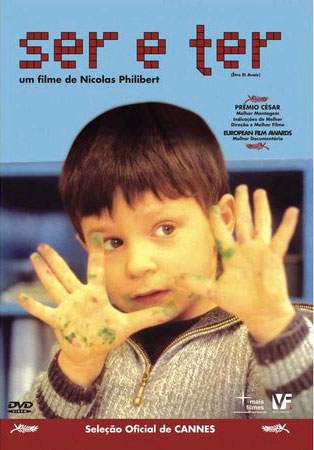 ser e ter
um filme de Nicolas Philibert
(Être Et Avoir)
PRÊMIO CÉSAR
Melhor Montagem
Indicações de Melhor
Direção e Melhor Filme
EUROPEAN FILM AWARDS
Melhor Documentário
DVD
VIDEO
mais
filmes
VF
Seleção Oficial de CANNES